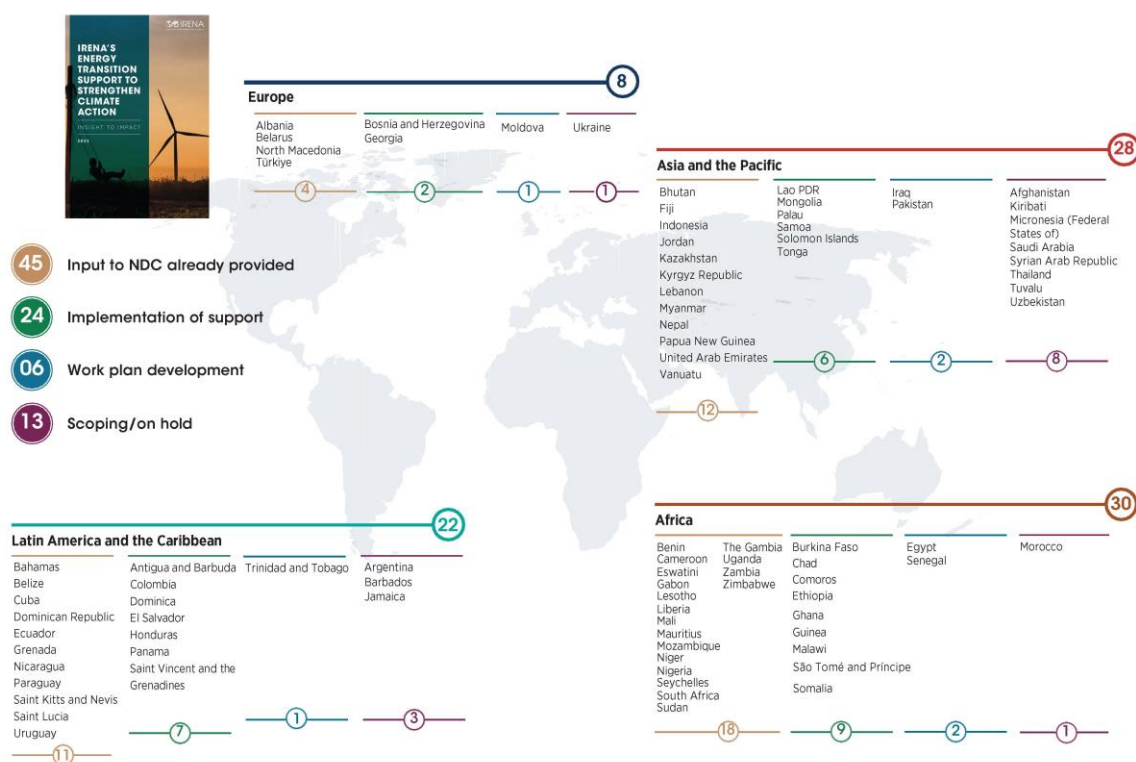 IRENA
IRENA'S
ENERGY
TRANSITION
SUPPORT TO
STRENGTHEN
CLIMATE
ACTION
INSIGHT TO IMPACT
45
Input to NDC already provided
24
Implementation of support
06
Work plan development
13
Scoping/on hold
8
Europe
Albania
Belarus
North Macedonia
Türkiye
4
Bosnia and Herzegovina
Georgia
2
Moldova
1
Ukraine
1
28
Asia and the Pacific
Bhutan
Fiji
Indonesia
Jordan
Kazakhstan
Kyrgyz Republic
Lebanon
Myanmar
Nepal
Papua New Guinea
United Arab Emirates
Vanuatu
12
Lao PDR
Mongolia
Palau
Samoa
Solomon Islands
Tonga
6
Iraq
Pakistan
2
Afghanistan
Kiribati
Micronesia (Federal
States of)
Saudi Arabia
Syrian Arab Republic
Thailand
Tuvalu
Uzbekistan
8
22
Latin America and the Caribbean
Bahamas
Belize
Cuba
Dominican Republic
Ecuador
Grenada
Nicaragua
Paraguay
Saint Kitts and Nevis
Saint Lucia
Uruguay
11
Antigua and Barbuda
Colombia
Dominica
El Salvador
Honduras
Panama
Saint Vincent and the
Grenadines
7
Trinidad and Tobago
1
Argentina
Barbados
Jamaica
3
30
Africa
Benin
Cameroon
Eswatini
Gabon
Lesotho
Liberia
Mali
Mauritius
Mozambique
Niger
Nigeria
Seychelles
South Africa
Sudan
The Gambia
Uganda
Zambia
Zimbabwe
18
Burkina Faso
Chad
Comoros
Ethiopia
Ghana
Guinea
Malawi
São Tomé and Príncipe
Somalia
9
Egypt
Senegal
2
Morocco
1